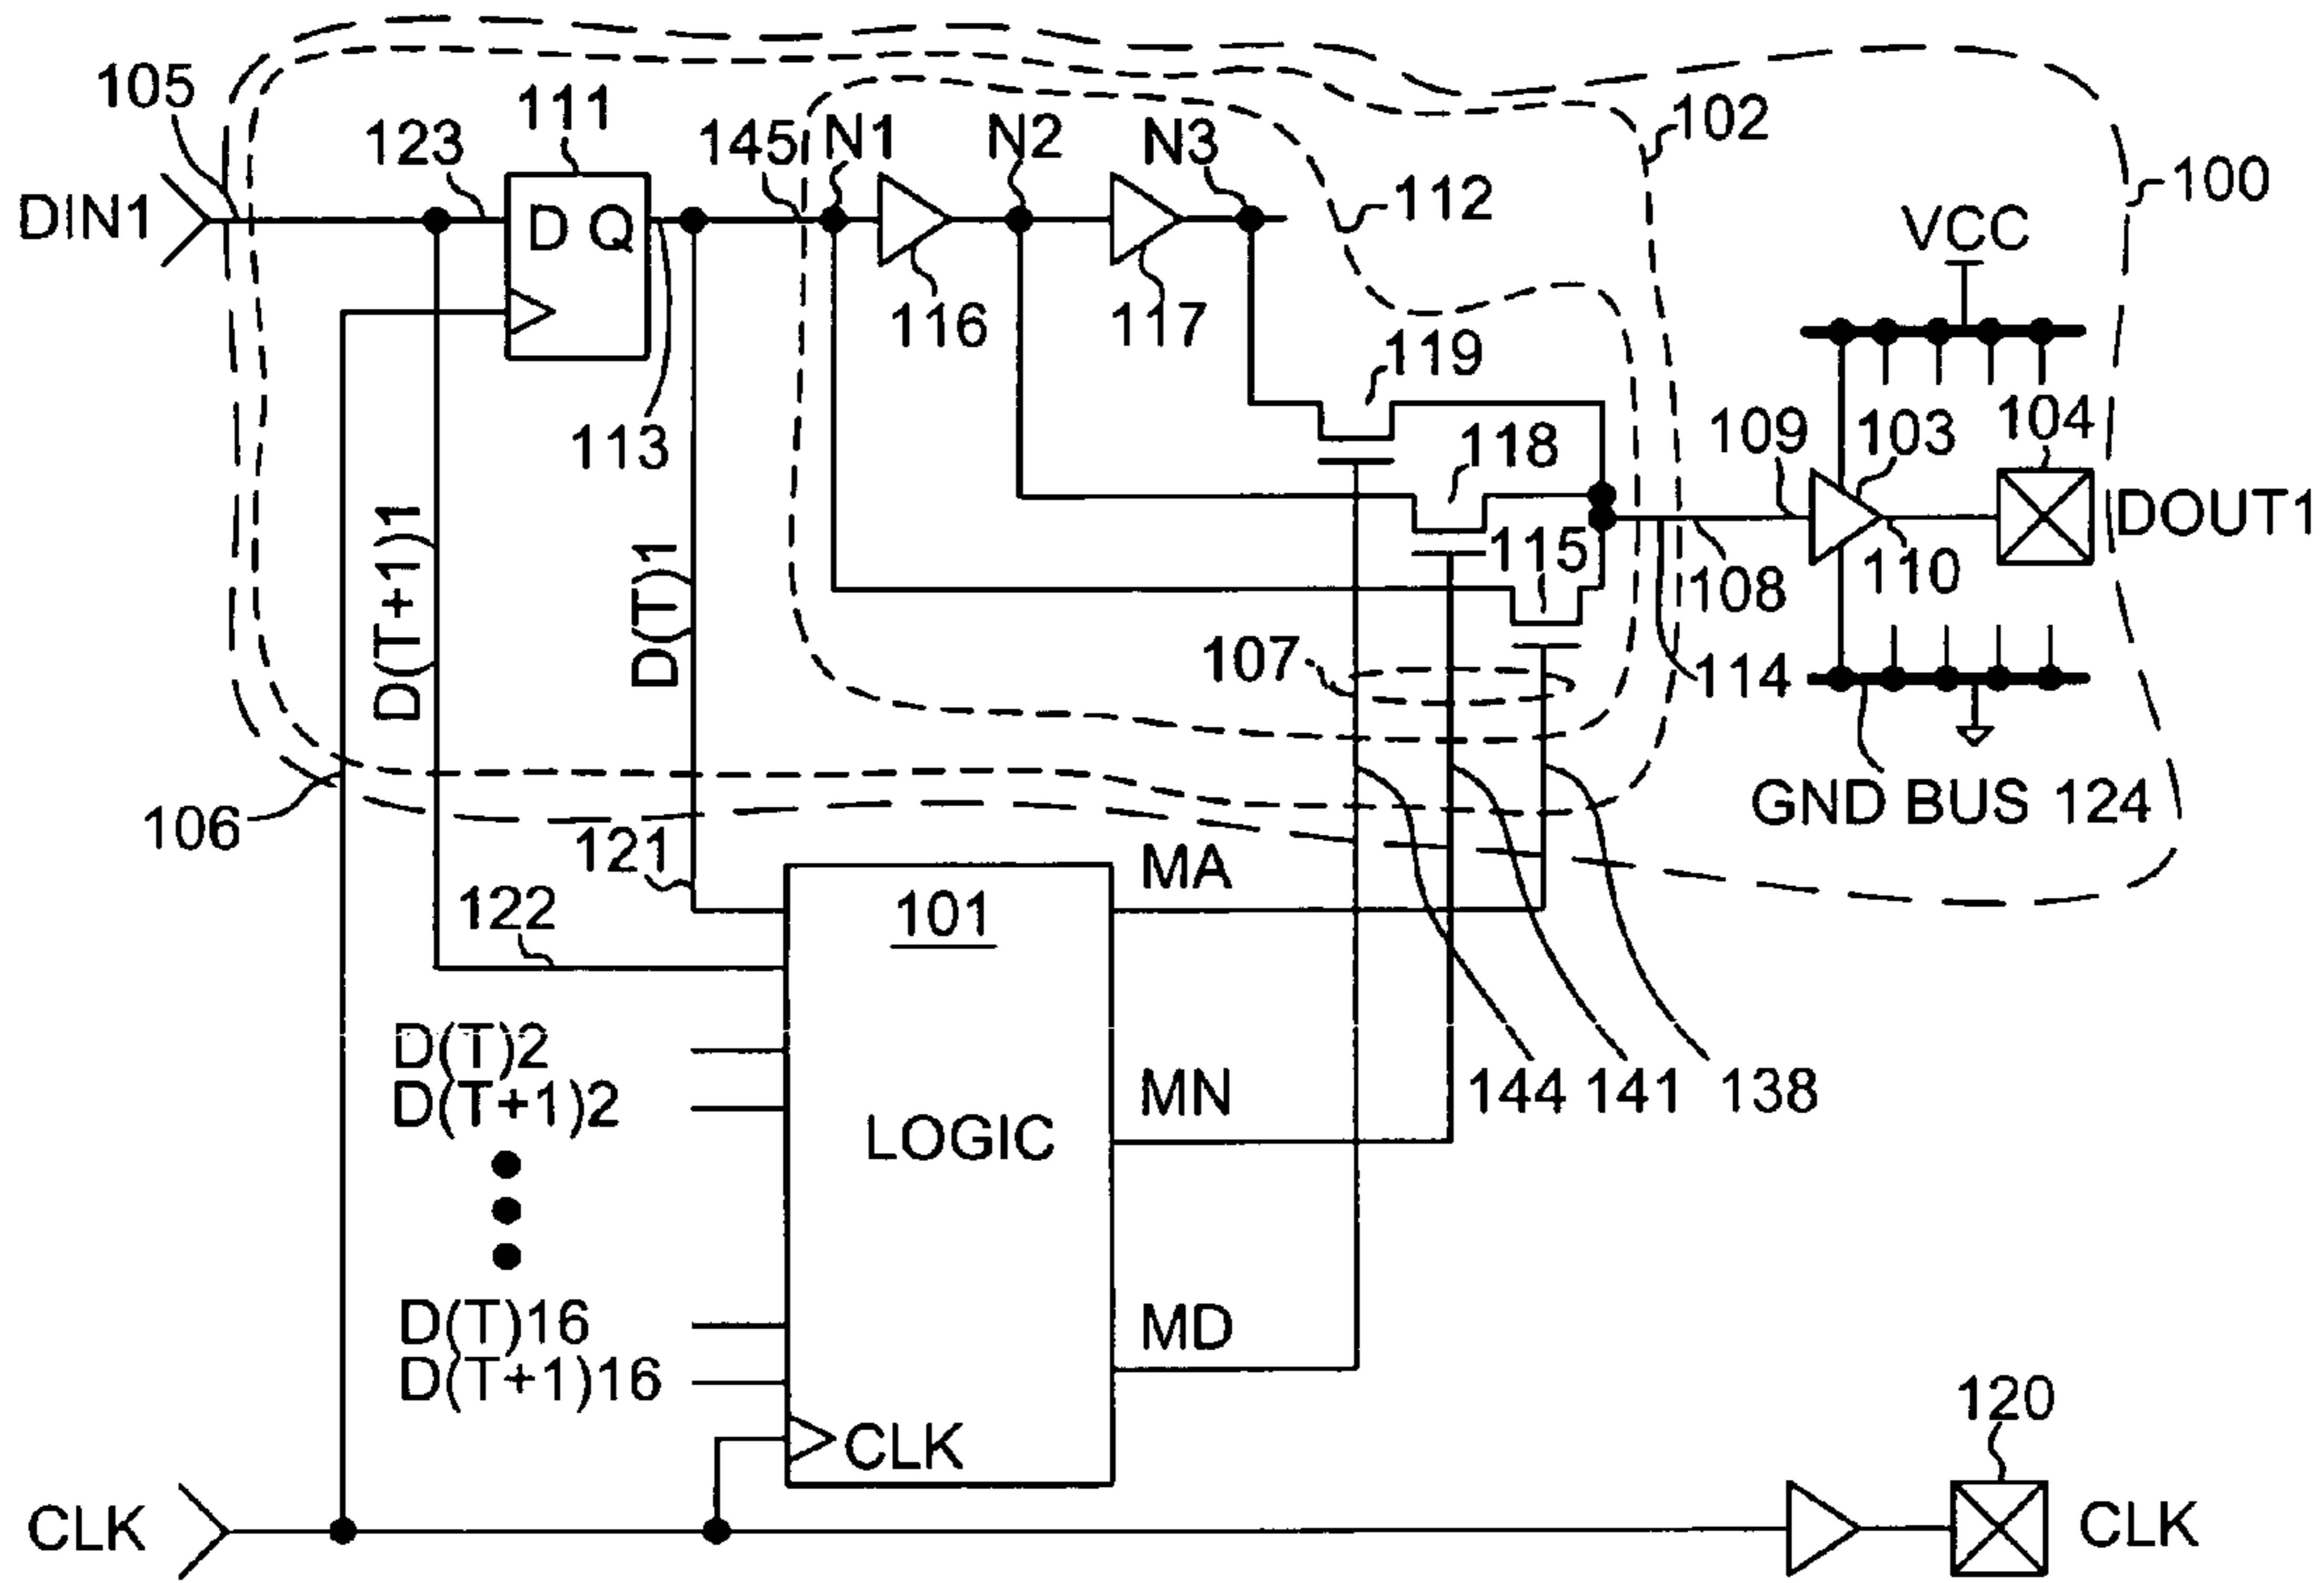 105
123
111
145
N1
N2
N3
102
100
DIN1
D Q
112
VCC
116
117
119
113
118
109
103
104
DOUT1
115
110
108
D(T+1)1
D(T)1
107
114
106
GND BUS 124
121
MA
122
101
D(T)2
D(T+1)2
MN
144
141
138
LOGIC
D(T)16
D(T+1)16
MD
120
CLK
CLK
CLK